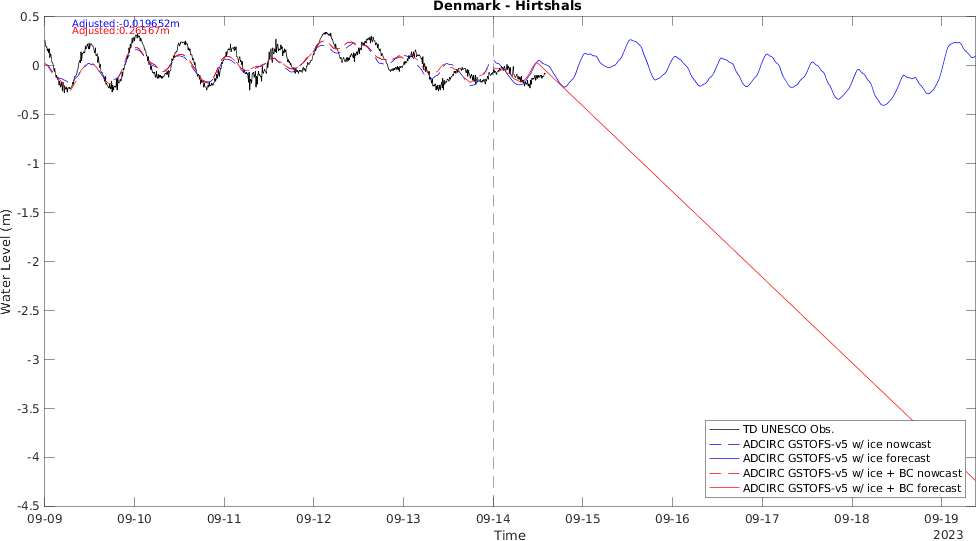 Denmark - Hirtshals
Adjusted:-0.019652m
Adjusted:0.26567m
0.5
0
-0.5
-1
-1.5
-2
-2.5
-3
-3.5
-4
-4.5
Water Level (m)
TD UNESCO Obs.
ADCIRC GSTOFS-v5 w/ ice nowcast
ADCIRC GSTOFS-v5 w/ ice forecast
ADCIRC GSTOFS-v5 w/ ice + BC nowcast
ADCIRC GSTOFS-v5 w/ ice + BC forecast
09-09 09-10 09-11 09-12 09-13 09-14 09-15 09-16 09-17 09-18 09-19
Time
2023